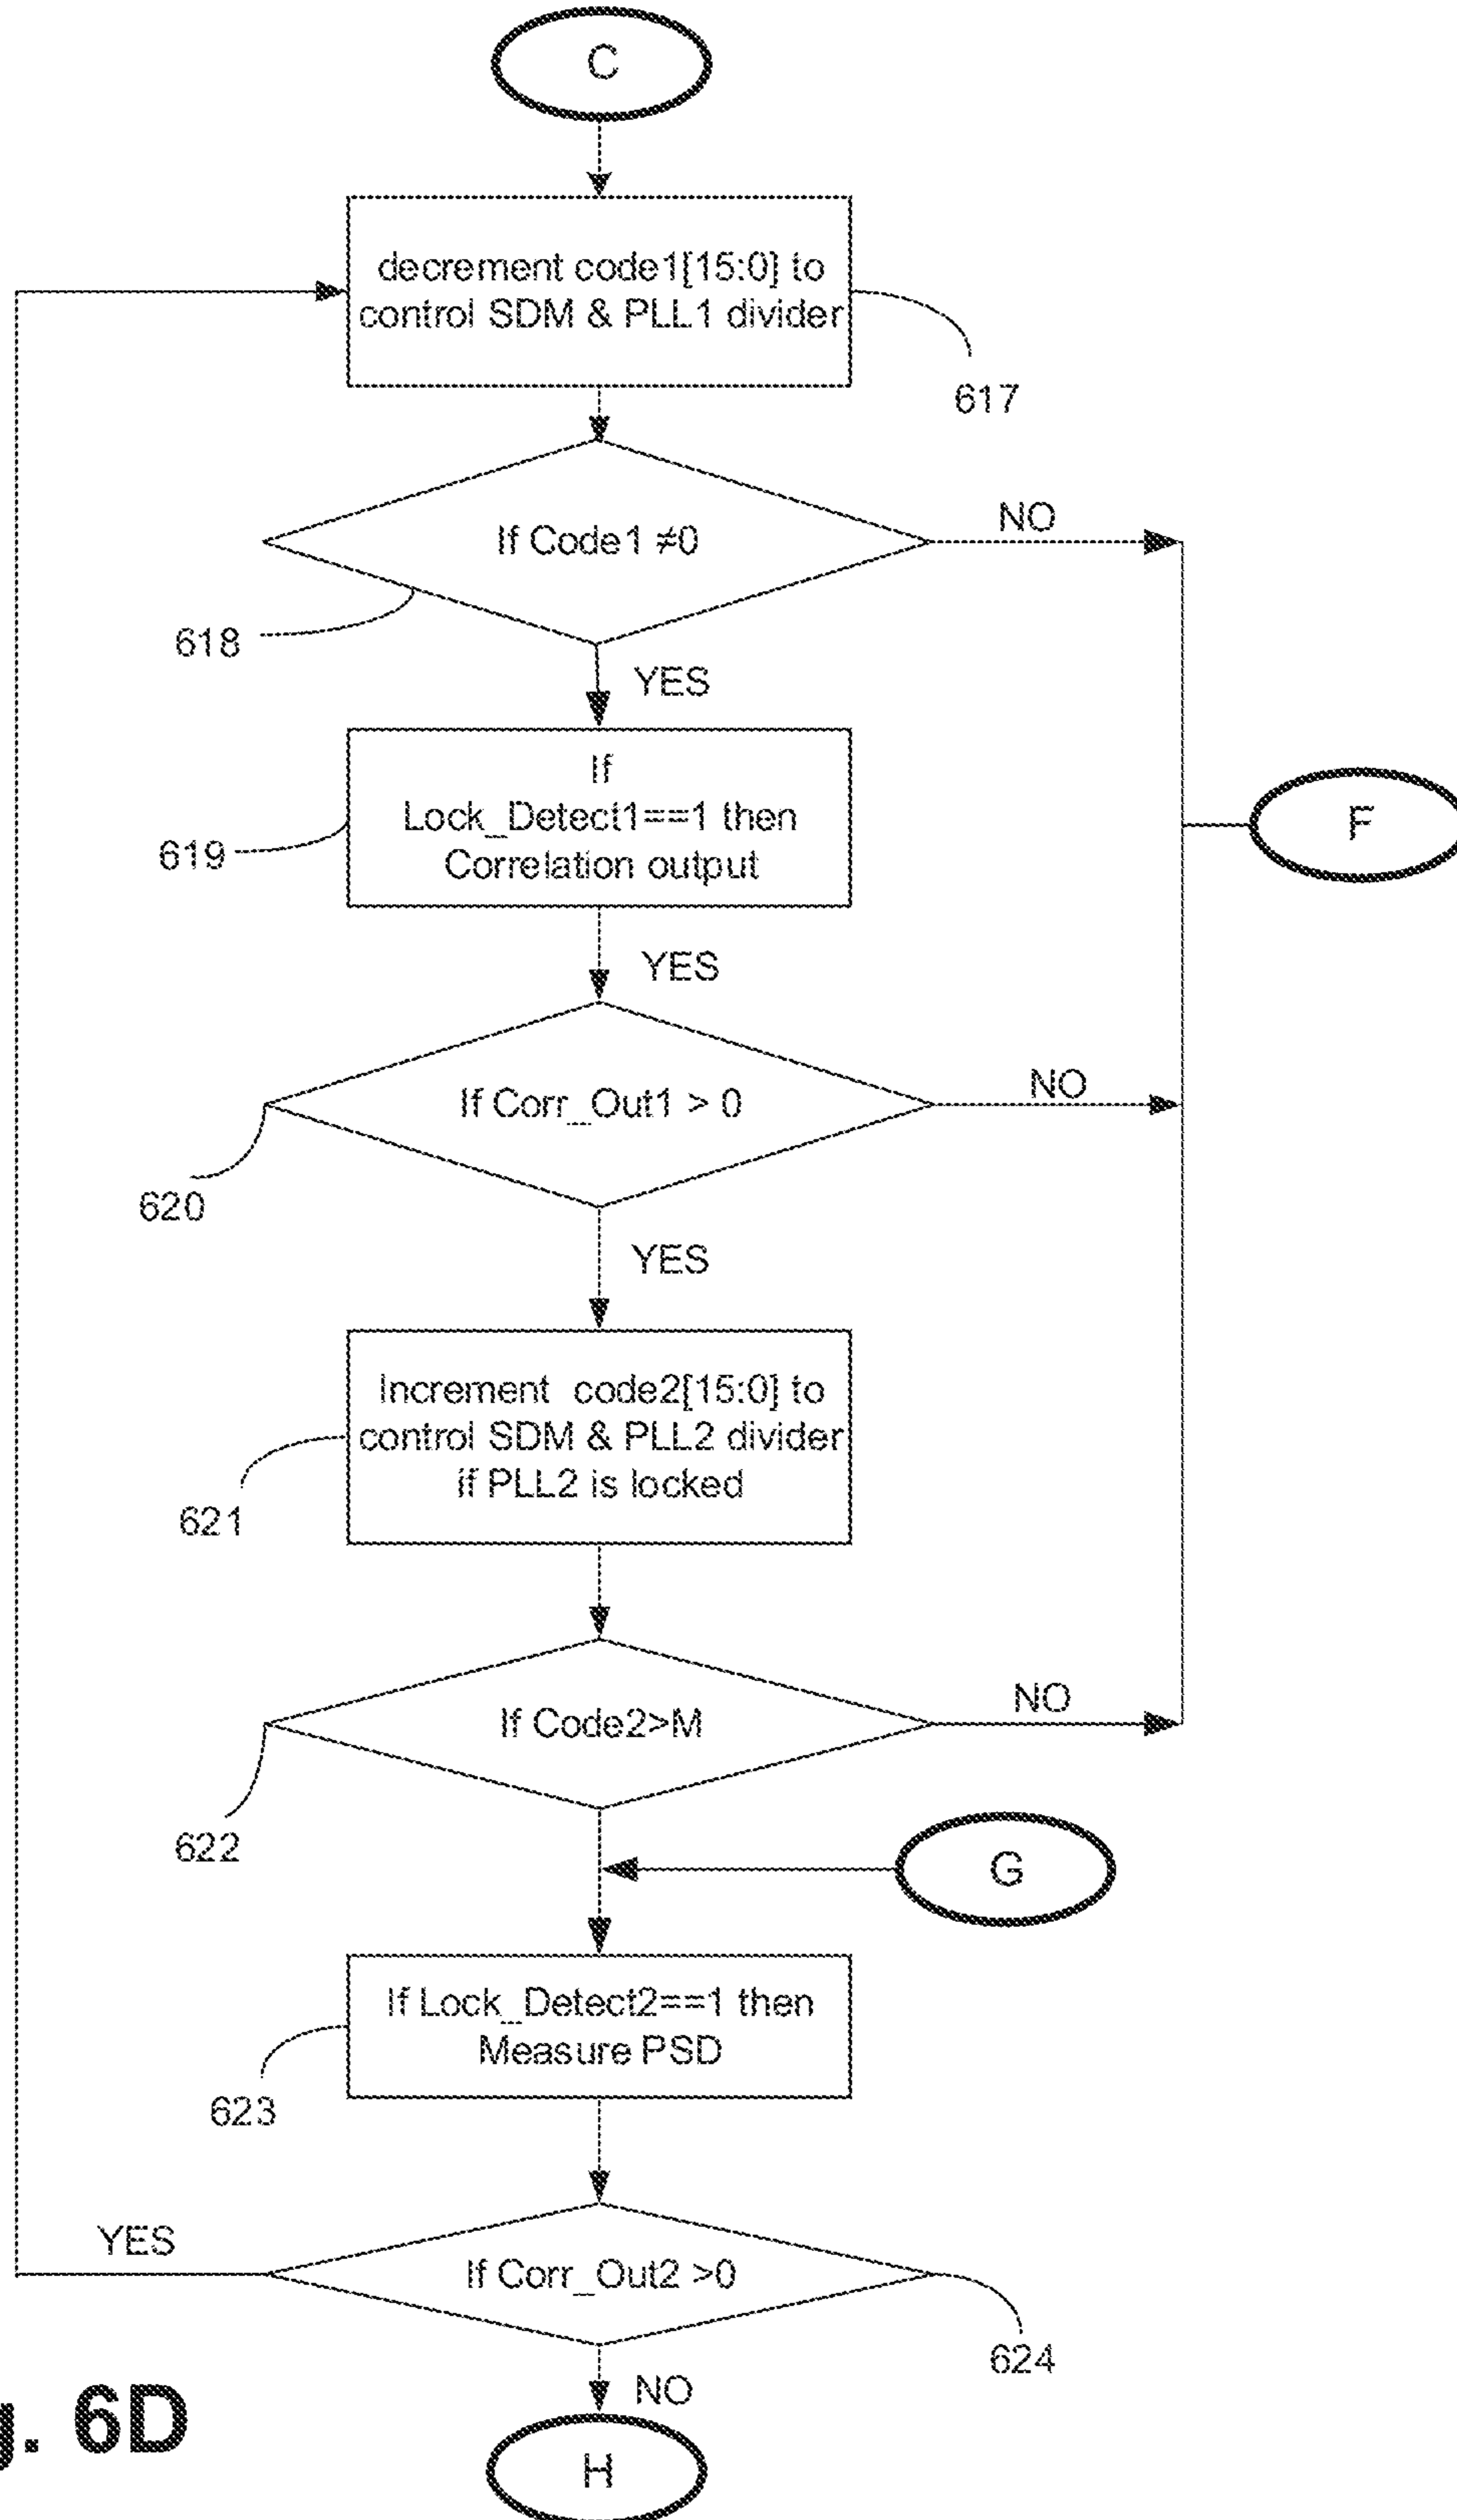 C
decrement code1[15:0] to
control SDM & PLL1 divider
617
If Code1 ≠0
NO
618
YES
If
Lock_Detect1==1 then
Correlation output
619
F
YES
If Corr_Out1 > 0
NO
620
YES
Increment code2[15:0] to
control SDM & PLL2 divider
if PLL2 is locked
621
If Code2>M
NO
622
G
If Lock_Detect2==1 then
Measure PSD
623
YES
If Corr_Out2 >0
624
NO
6D
H